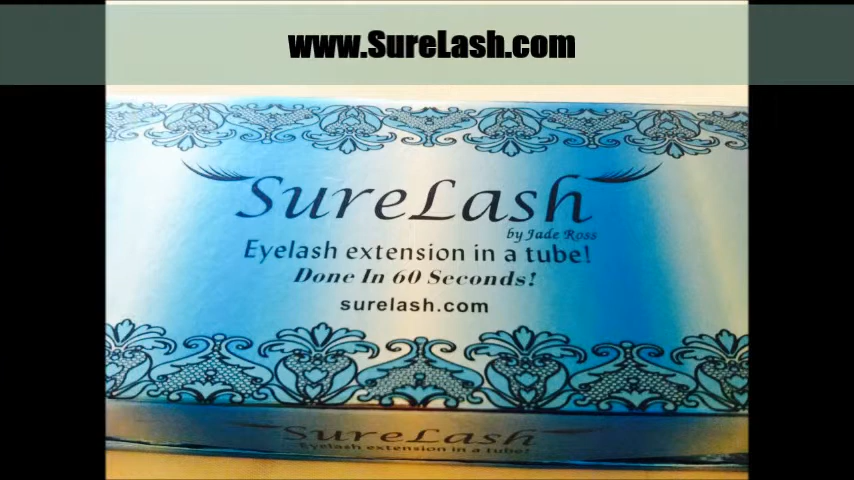 www.SureLash.com
SureLash
by Jade Ross
Eyelash extension in a tube!
Done In 60 Seconds!
surelash.com
SureLash
Eyelash extension in a tube!